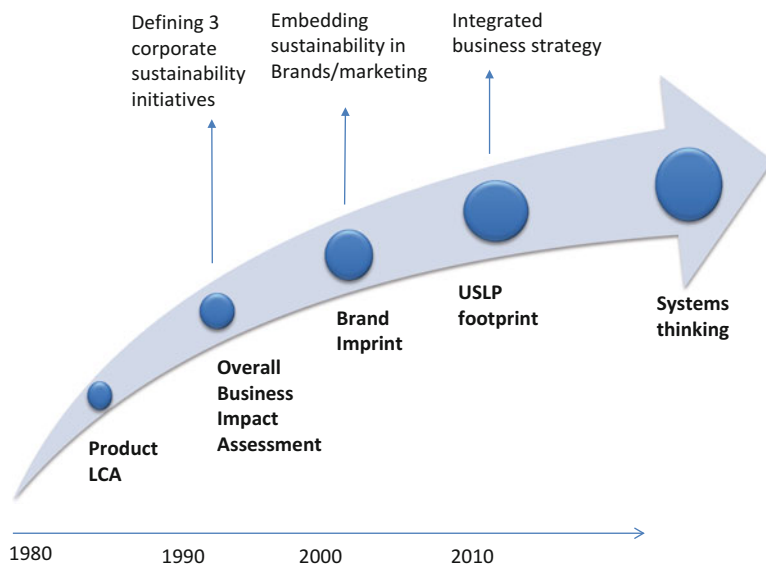 Defining 3
corporate
sustainability
initiatives
Embedding
sustainability in
Brands/marketing
Integrated
business strategy
Product
LCA
Overall
Business
Impact
Assessment
Brand
Imprint
USLP
footprint
Systems
thinking
1980
1990
2000
2010